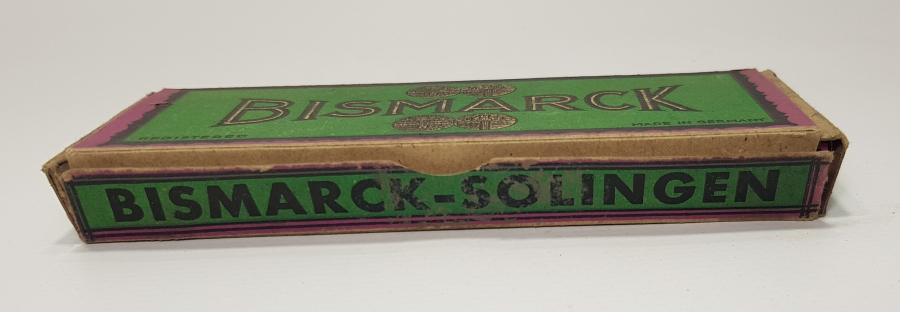 BISMARCK
REGISTERED
MADE IN GERMANY
BISMARCK-SOLINGEN